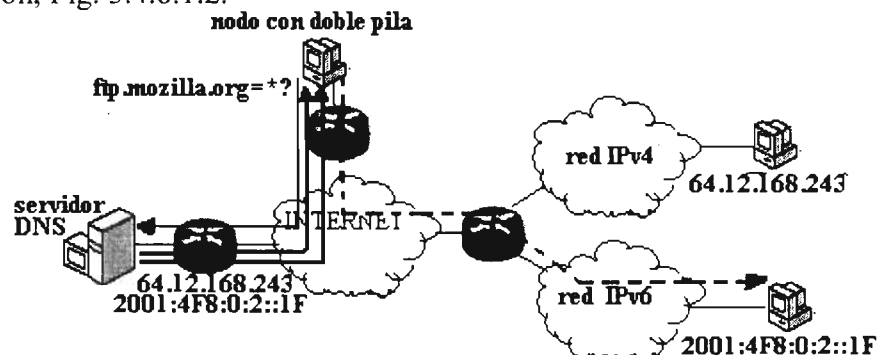 nodo con doble pila
ftp.mozilla.org=*?
red IPv4
64.12.168.243
servidor
DNS
INTERNET
64.12.168.243
2001:4F8:0:2::1F
red IPv6
2001:4F8:0:2::1F